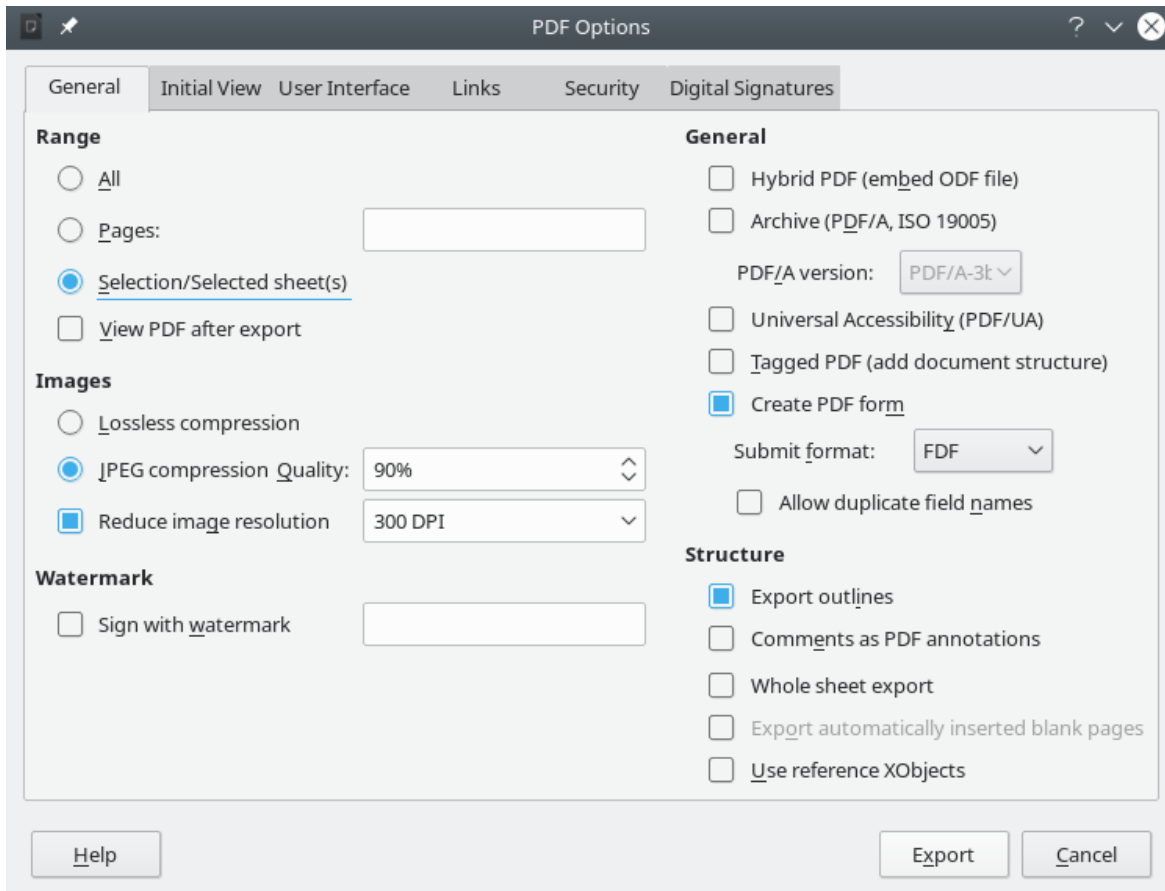 PDF Options
?
General Initial View User Interface Links Security Digital Signatures
Range
All
Pages:
Selection/Selected sheet(s)
View PDF after export
Images
Lossless compression
JPEG compression Quality: 90%
Reduce image resolution 300 DPI
Watermark
Sign with watermark
General
Hybrid PDF (embed ODF file)
Archive (PDF/A, ISO 19005)
PDF/A version: PDF/A-3b
Universal Accessibility (PDF/UA)
Tagged PDF (add document structure)
Create PDF form
Submit format: FDF
Allow duplicate field names
Structure
Export outlines
Comments as PDF annotations
Whole sheet export
Export automatically inserted blank pages
Use reference XObjects
Help Export Cancel